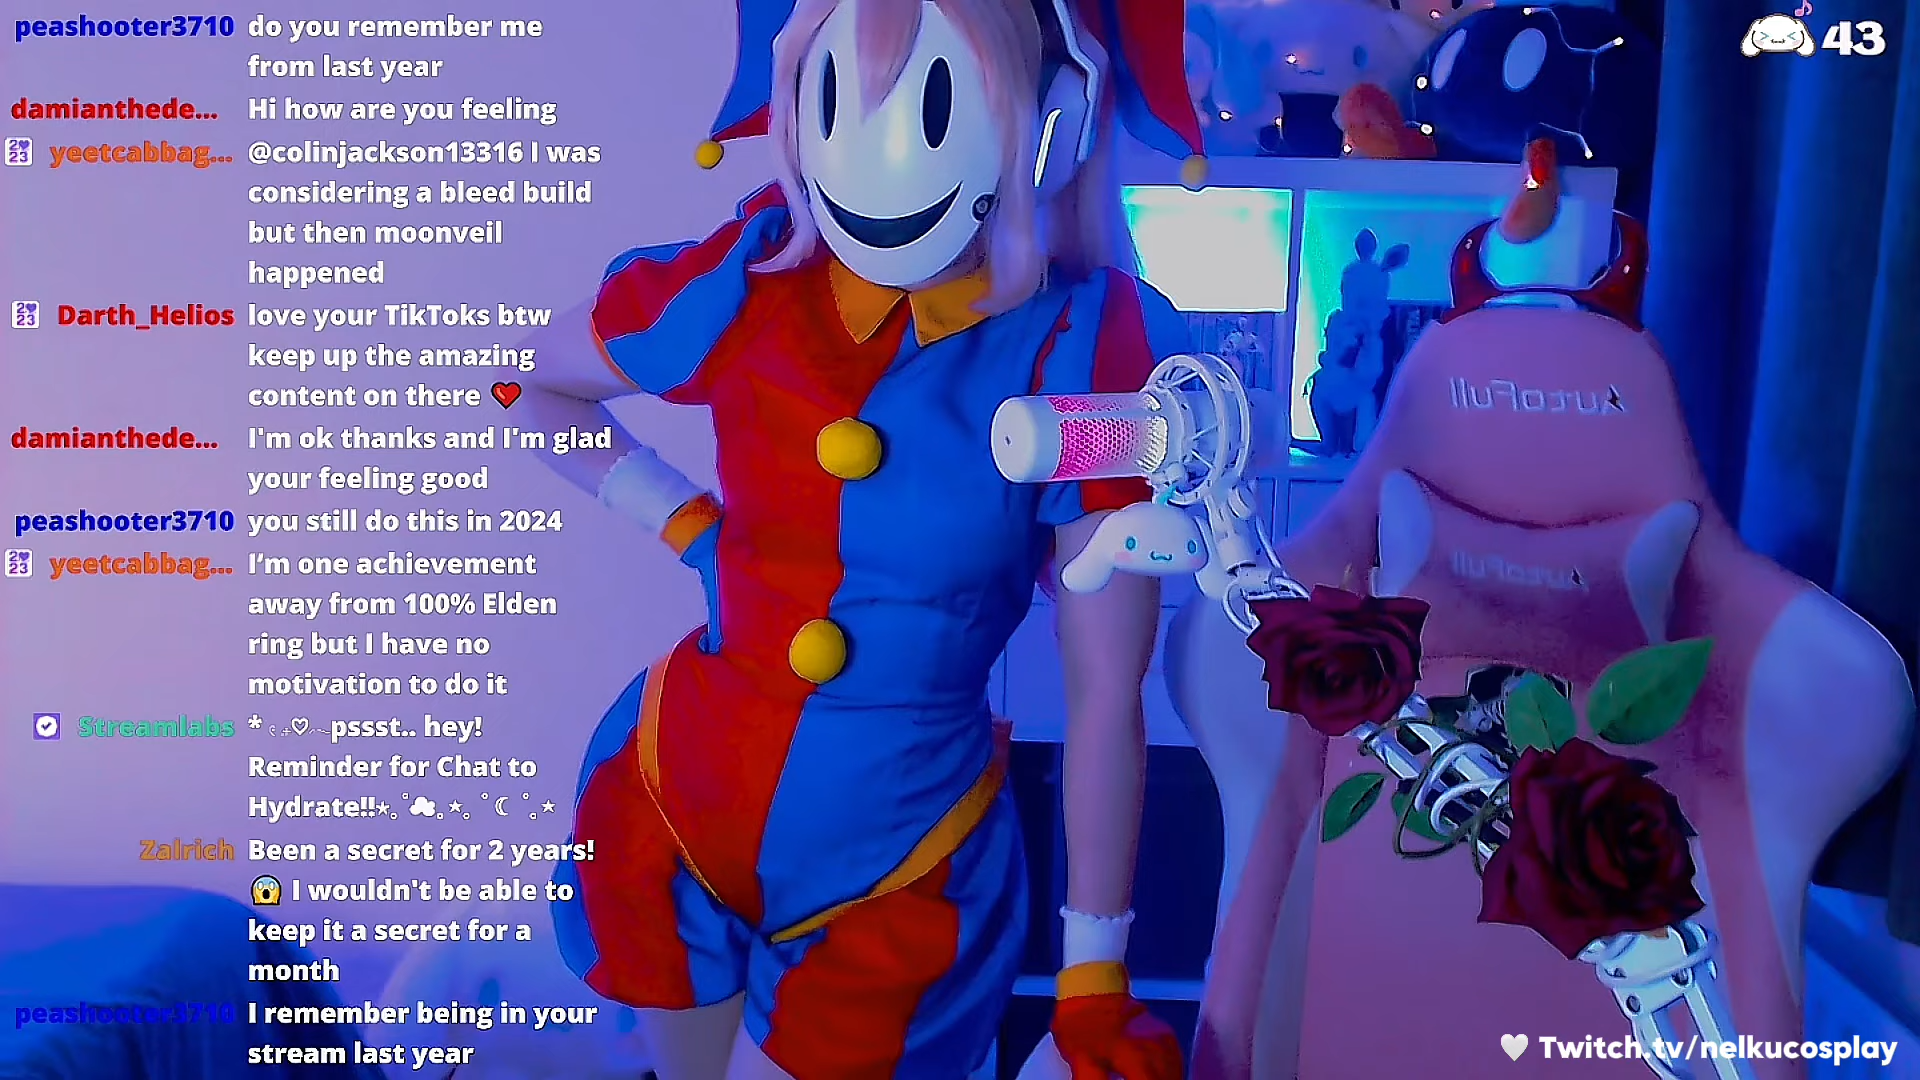 peashooter3710 do you remember me
from last year
damianthede... Hi how are you feeling
yeetcabbag... @colinjackson13316 I was
considering a bleed build
but then moonveil
happened
Darth_Helios love your TikToks btw
keep up the amazing
content on there ❤️
damianthede... I'm ok thanks and I'm glad
your feeling good
peashooter3710 you still do this in 2024
yeetcabbag... I’m one achievement
away from 100% Elden
ring but I have no
motivation to do it
Streamlabs pssst.. hey!
Reminder for Chat to
Hydrate!!
Zalrich Been a secret for 2 years!
😱 I wouldn't be able to
keep it a secret for a
month
peashooter3710 I remember being in your
stream last year
43
AutoFull
AutoFull
🤍 Twitch.tv/nelkucosplay